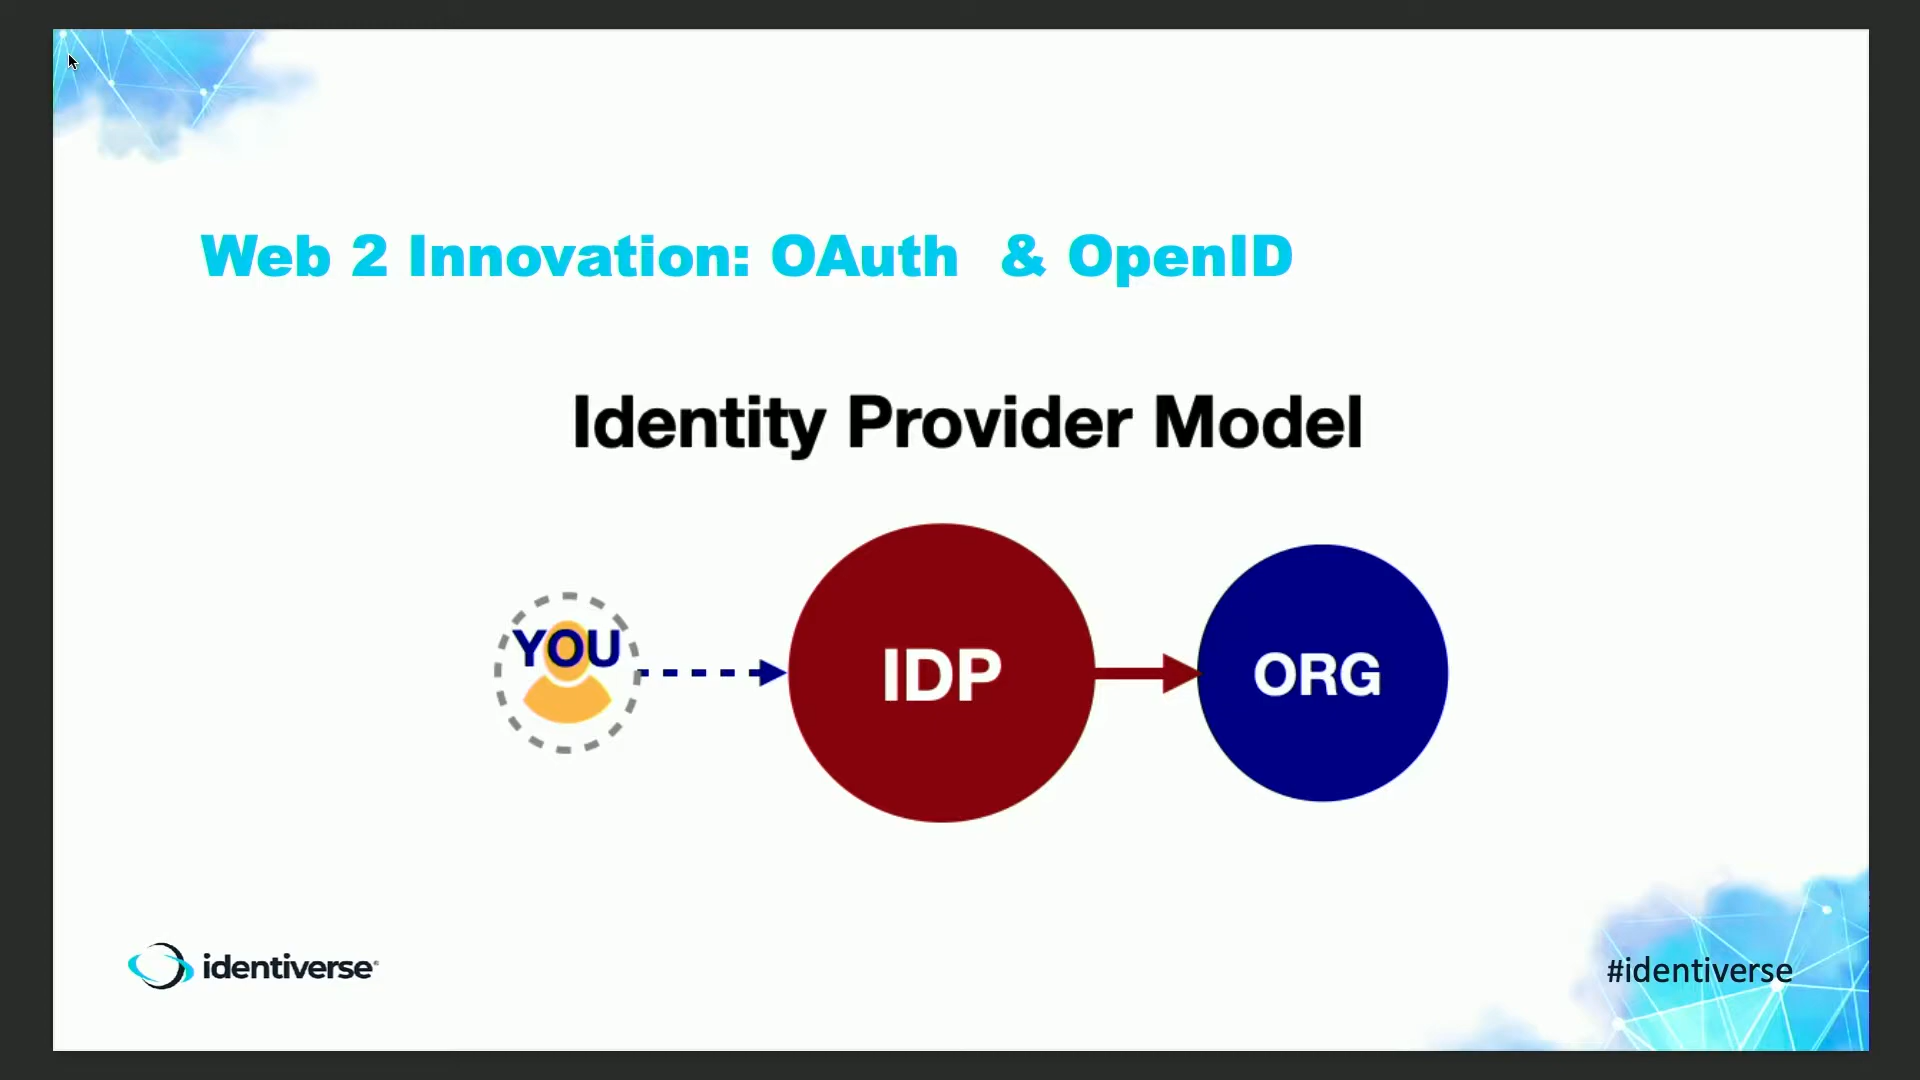 Web 2 Innovation: OAuth & OpenID
Identity Provider Model
YOU
IDP
ORG
identiverse
#identiverse